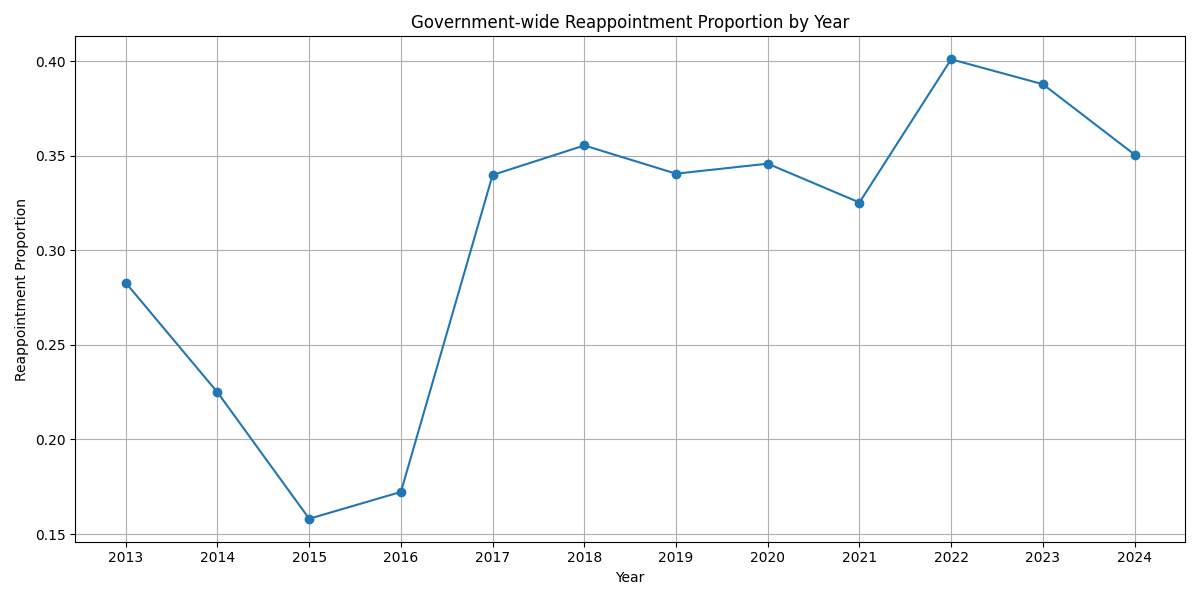 Government-wide Reappointment Proportion by Year
Reappointment Proportion
0.40
0.35
0.30
0.25
0.20
0.15
2013 2014 2015 2016 2017 2018 2019 2020 2021 2022 2023 2024
Year